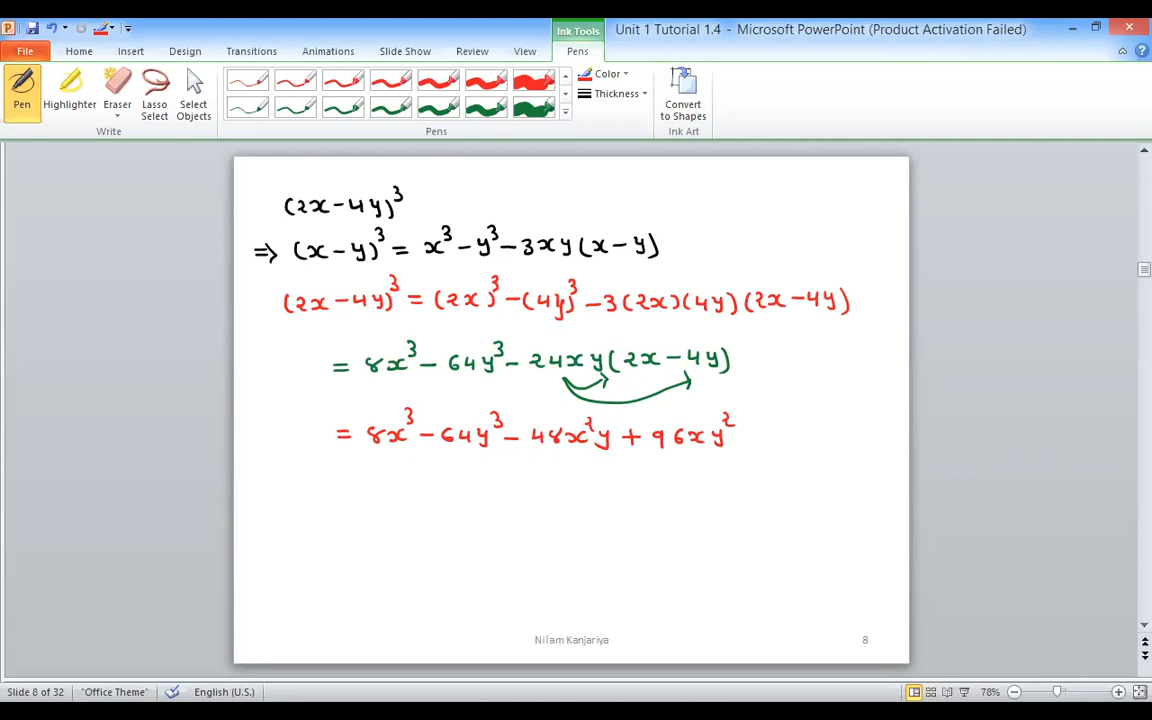 Ink Tools
Unit 1 Tutorial 1.4 - Microsoft PowerPoint (Product Activation Failed)
File Home Insert Design Transitions Animations Slide Show Review View Pens
Pen Highlighter Eraser Lasso Select Select Objects Color Thickness Convert to Shapes
Write Pens Ink Art
(2x-4y)³
⇒ (x-y)³ = x³-y³-3xy(x-y)
(2x-4y)³ = (2x)³-(4y)³-3(2x)(4y)(2x-4y)
= 8x³-64y³-24xy(2x-4y)
= 8x³-64y³-48x²y+96xy²
Nilam Kanjariya 8
Slide 8 of 32 "Office Theme" English (U.S.) 78%